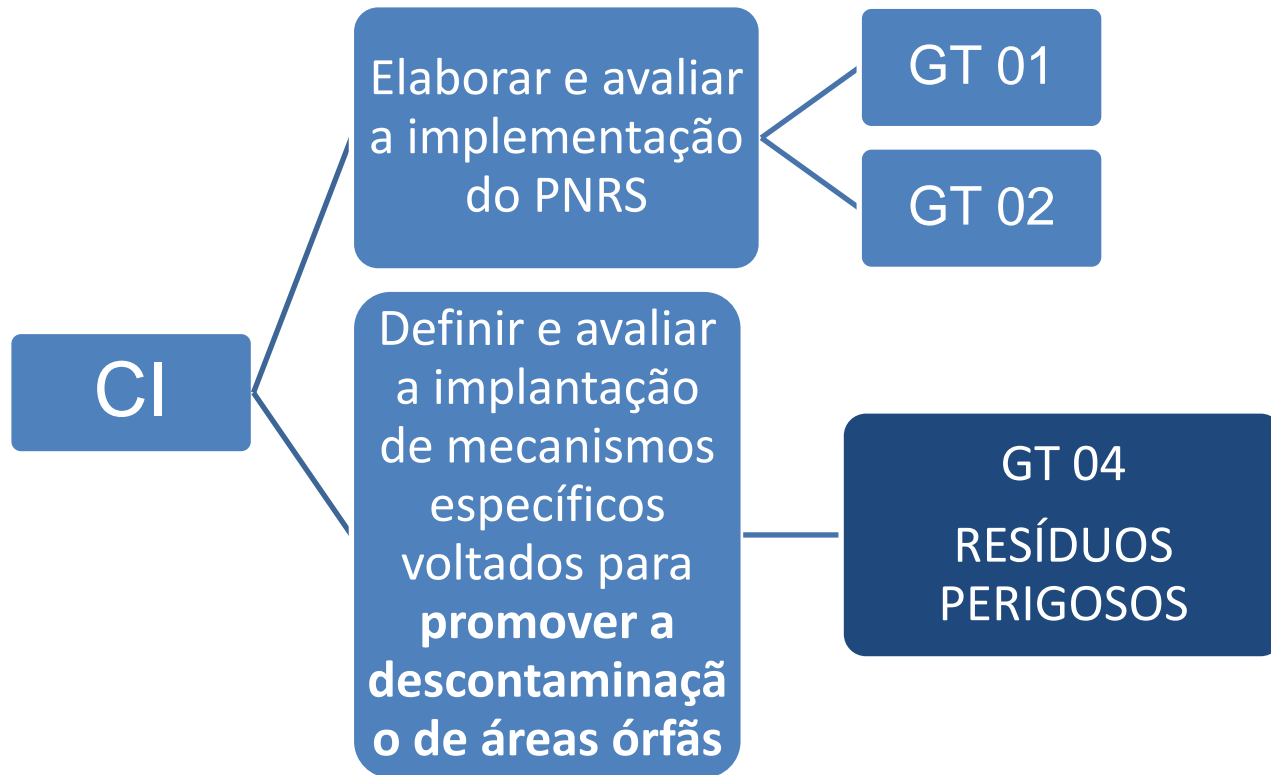 CI
Elaborar e avaliar
a implementação
do PNRS
GT 01
GT 02
Definir e avaliar
a implantação
de mecanismos
específicos
voltados para
promover a
descontaminaçã
o de áreas órfãs
GT 04
RESÍDUOS
PERIGOSOS